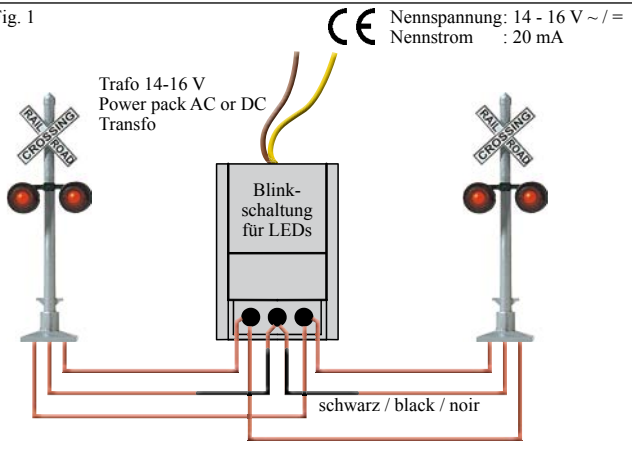 Fig. 1
CE
Nennspannung: 14 - 16 V ~ / =
Nennstrom : 20 mA
Trafo 14-16 V
Power pack AC or DC
Transfo
RAIL
CROSSING
ROAD
RAIL
CROSSING
ROAD
Blink-
schaltung
für LEDs
schwarz / black / noir